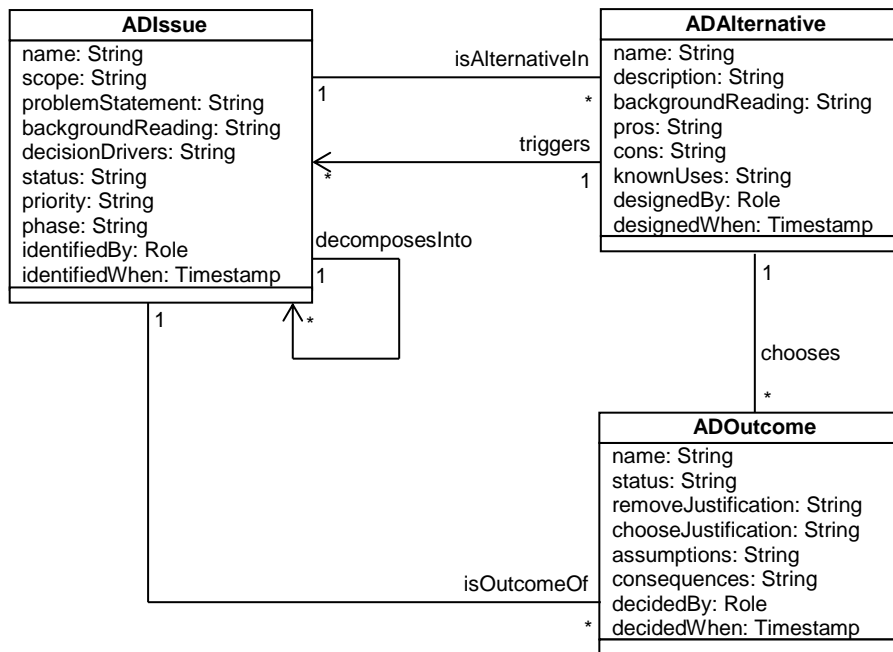 ADIssue
name: String
scope: String
problemStatement: String
backgroundReading: String
decisionDrivers: String
status: String
priority: String
phase: String
identifiedBy: Role
identifiedWhen: Timestamp
isAlternativeIn
1
*
triggers
*
1
decomposesInto
1
*
ADAlternative
name: String
description: String
backgroundReading: String
pros: String
cons: String
knownUses: String
designedBy: Role
designedWhen: Timestamp
1
chooses
*
1
isOutcomeOf
*
ADOutcome
name: String
status: String
removeJustification: String
chooseJustification: String
assumptions: String
consequences: String
decidedBy: Role
decidedWhen: Timestamp